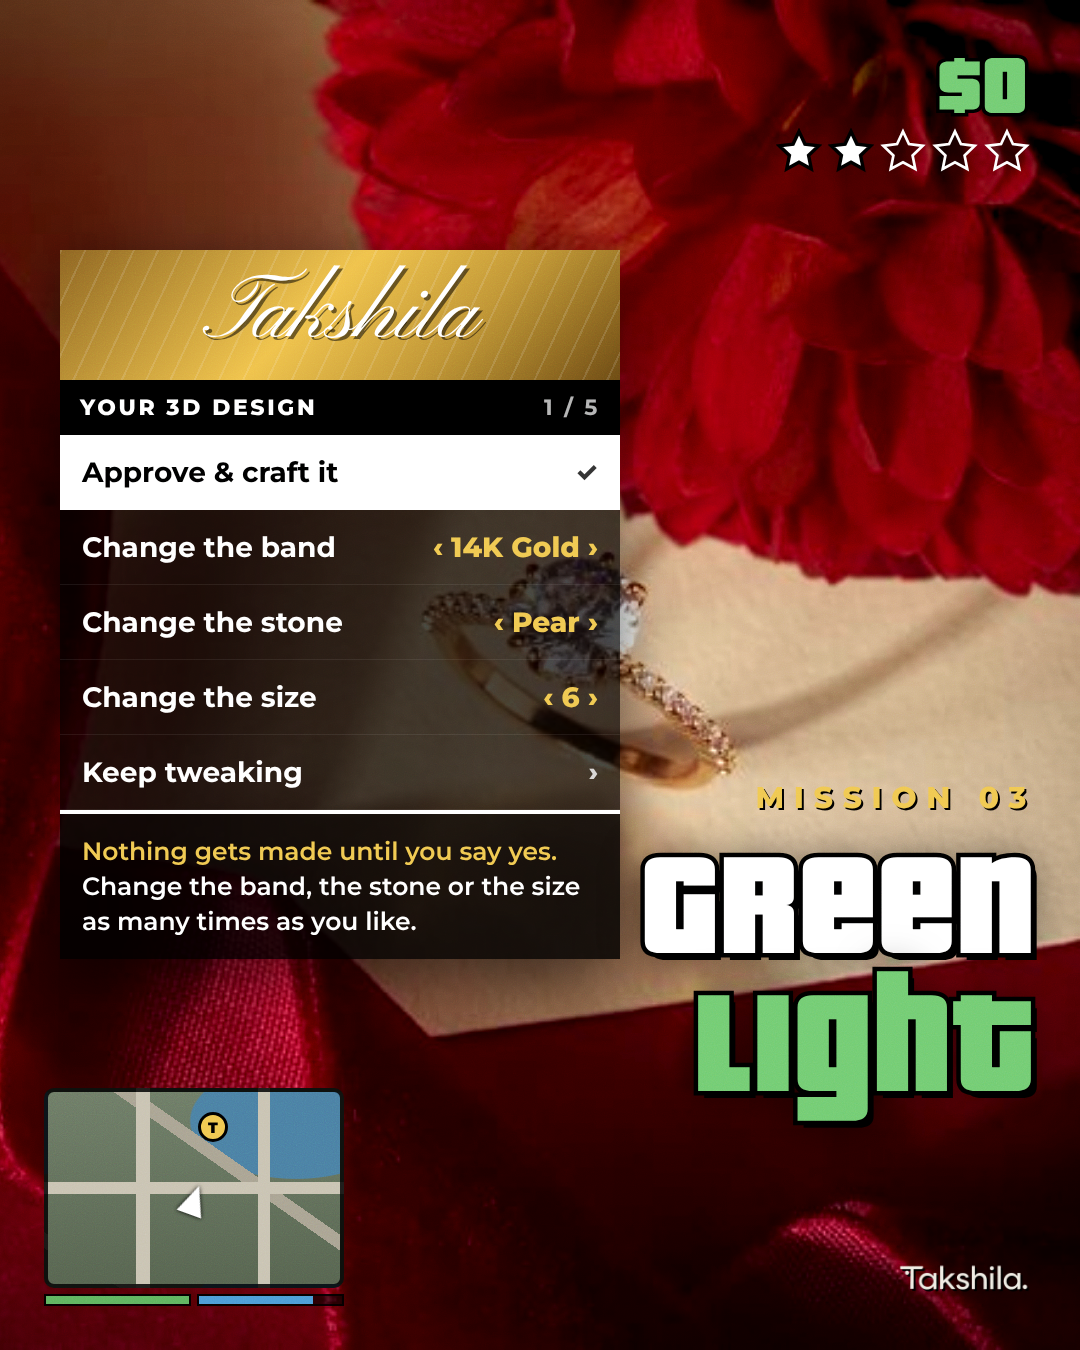 $0
Takshila
YOUR 3D DESIGN 1 / 5
Approve & craft it ✓
Change the band ‹ 14K Gold ›
Change the stone ‹ Pear ›
Change the size ‹ 6 ›
Keep tweaking ›
Nothing gets made until you say yes.
Change the band, the stone or the size
as many times as you like.
MISSION 03
Green
Light
T
Takshila.